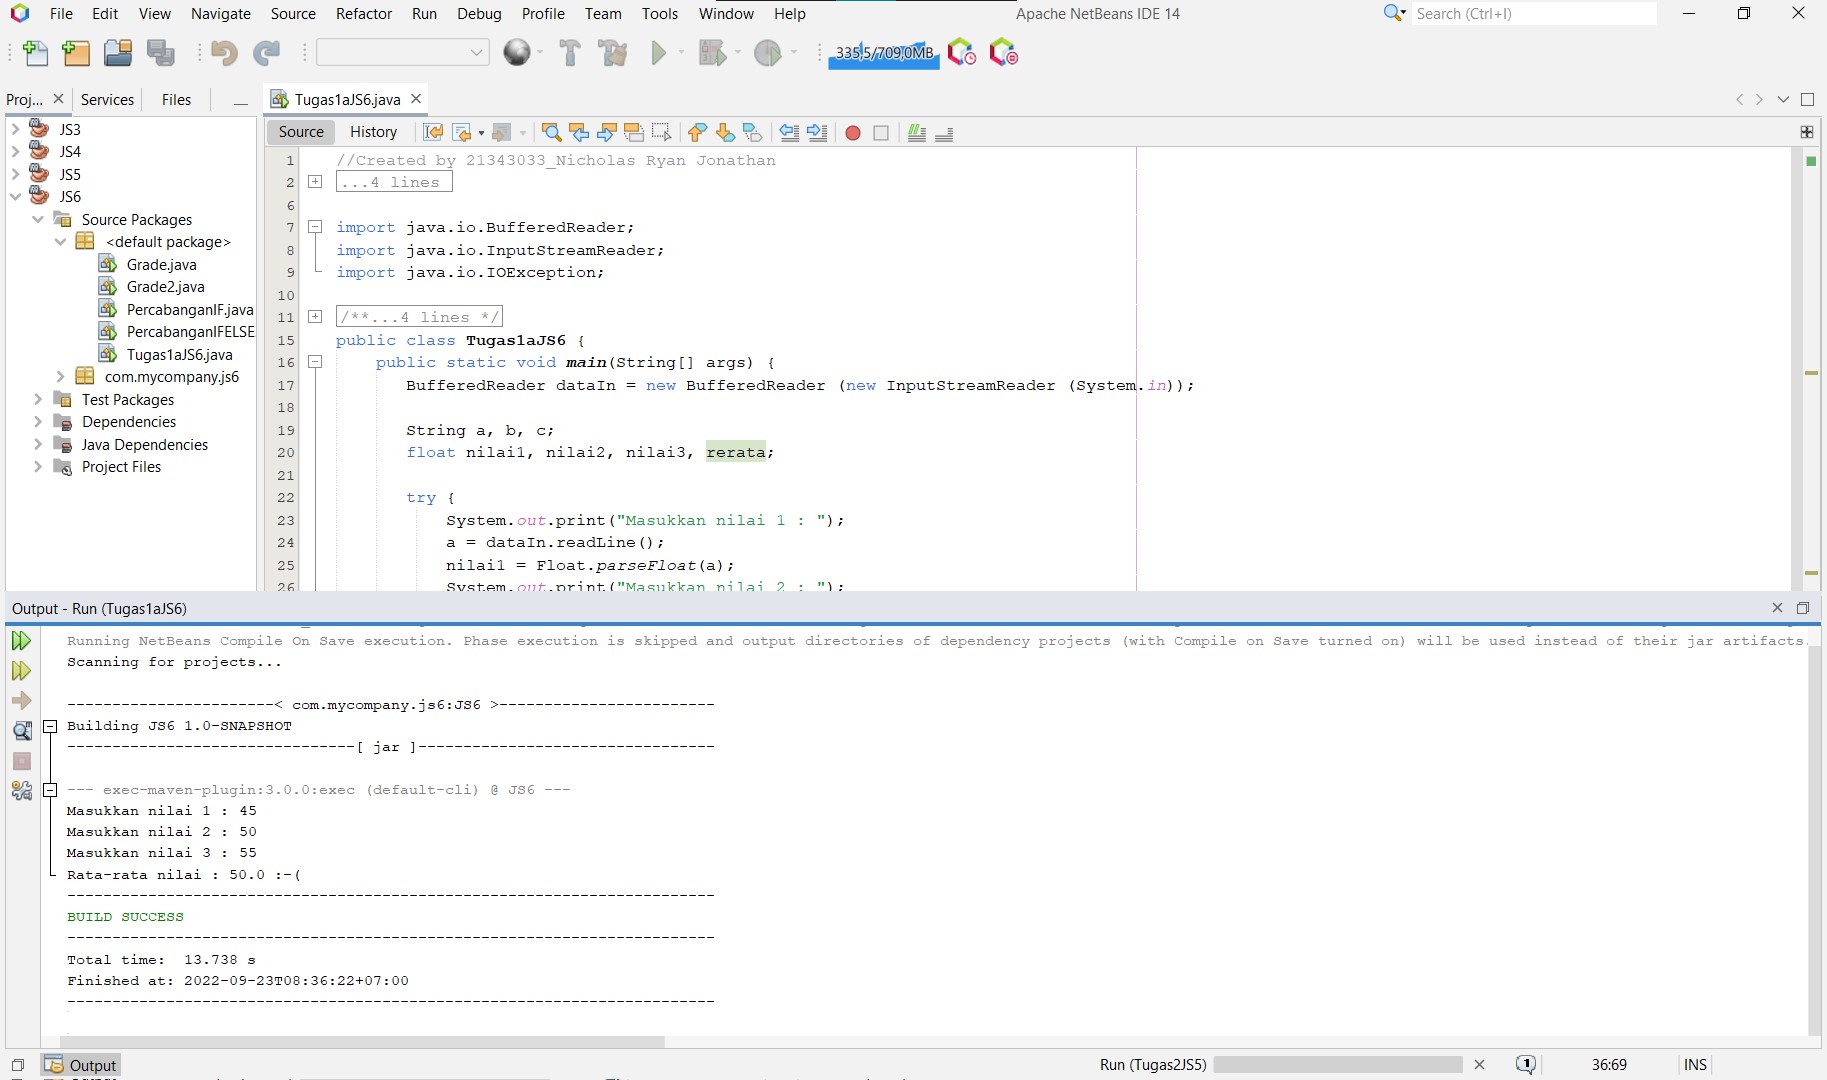 File Edit View Navigate Source Refactor Run Debug Profile Team Tools Window Help
Apache NetBeans IDE 14
Search (Ctrl+I)
335,5/709,0MB
Proj... Services Files
Tugas1aJS6.java
JS3
JS4
JS5
JS6
Source Packages
<default package>
Grade.java
Grade2.java
PercabanganIF.java
PercabanganIFELSE
Tugas1aJS6.java
com.mycompany.js6
Test Packages
Dependencies
Java Dependencies
Project Files
Source History
1 //Created by 21343033_Nicholas Ryan Jonathan
2 ...4 lines
6
7 import java.io.BufferedReader;
8 import java.io.InputStreamReader;
9 import java.io.IOException;
10
11 /**...4 lines */
15 public class Tugas1aJS6 {
16 public static void main(String[] args) {
17 BufferedReader dataIn = new BufferedReader (new InputStreamReader (System.in));
18
19 String a, b, c;
20 float nilai1, nilai2, nilai3, rerata;
21
22 try {
23 System.out.print("Masukkan nilai 1 : ");
24 a = dataIn.readLine();
25 nilai1 = Float.parseFloat(a);
26 System.out.print("Masukkan nilai 2 : ");
Output - Run (Tugas1aJS6)
Running NetBeans Compile On Save execution. Phase execution is skipped and output directories of dependency projects (with Compile on Save turned on) will be used instead of their jar artifacts.
Scanning for projects...
-----------------------< com.mycompany.js6:JS6 >------------------------
Building JS6 1.0-SNAPSHOT
--------------------------------[ jar ]---------------------------------
--- exec-maven-plugin:3.0.0:exec (default-cli) @ JS6 ---
Masukkan nilai 1 : 45
Masukkan nilai 2 : 50
Masukkan nilai 3 : 55
Rata-rata nilai : 50.0 :-(
------------------------------------------------------------------------
BUILD SUCCESS
------------------------------------------------------------------------
Total time: 13.738 s
Finished at: 2022-09-23T08:36:22+07:00
------------------------------------------------------------------------
Output
Run (Tugas2JS5)
1
36:69
INS